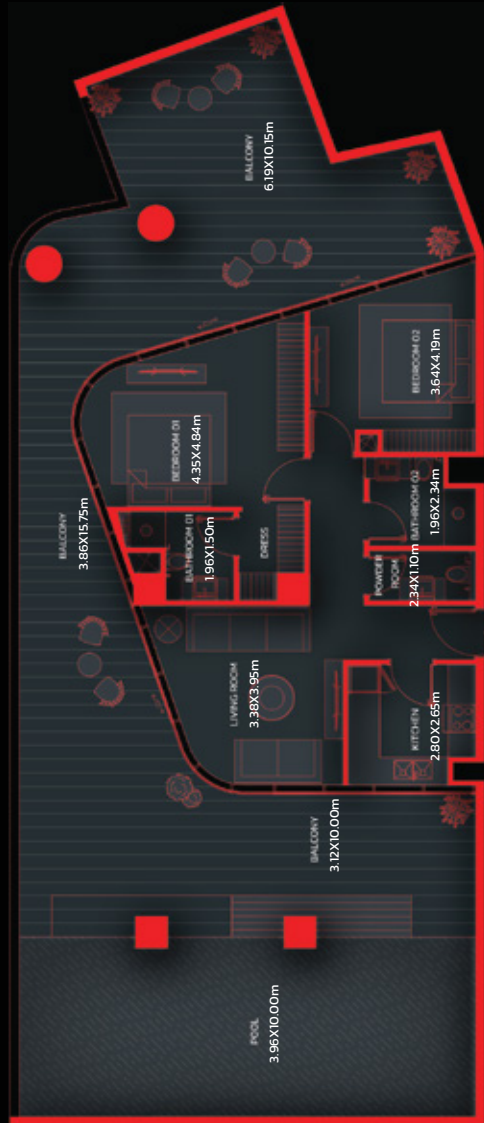 BALCONY
6.19X10.15m
BEDROOM 02
3.64X4.19m
BEDROOM 01
4.35X4.84m
BALCONY
3.86X15.75m
BATHROOM 02
1.96X2.34m
BATHROOM 01
1.96X1.50m
DRESS
POWDER
ROOM
2.34X1.10m
LIVING ROOM
3.38X3.95m
KITCHEN
2.80X2.65m
BALCONY
3.12X10.00m
POOL
3.96X10.00m